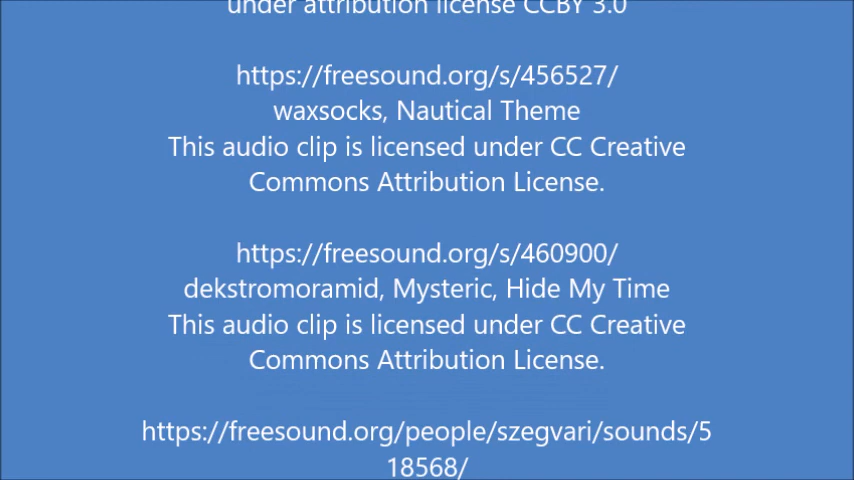 under attribution license CCBY 3.0
https://freesound.org/s/456527/
waxsocks, Nautical Theme
This audio clip is licensed under CC Creative
Commons Attribution License.
https://freesound.org/s/460900/
dekstromoramid, Mysteric, Hide My Time
This audio clip is licensed under CC Creative
Commons Attribution License.
https://freesound.org/people/szegvari/sounds/5
18568/